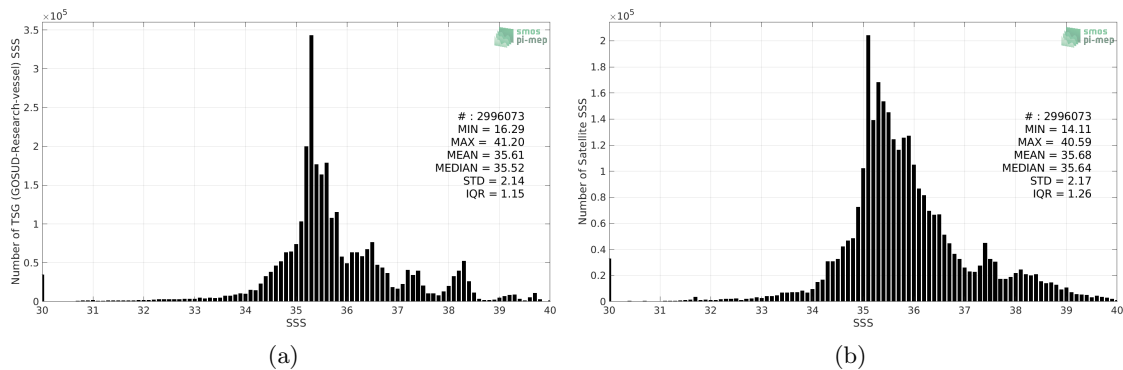 ×10⁵
3.5
3
2.5
2
1.5
1
0.5
0
30 31 32 33 34 35 36 37 38 39 40
SSS
Number of TSG (GOSUD-Research-vessel) SSS
smos
pi-mep
# : 2996073
MIN = 16.29
MAX = 41.20
MEAN = 35.61
MEDIAN = 35.52
STD = 2.14
IQR = 1.15
(a)
×10⁵
2
1.8
1.6
1.4
1.2
1
0.8
0.6
0.4
0.2
0
30 31 32 33 34 35 36 37 38 39 40
SSS
Number of Satellite SSS
smos
pi-mep
# : 2996073
MIN = 14.11
MAX = 40.59
MEAN = 35.68
MEDIAN = 35.64
STD = 2.17
IQR = 1.26
(b)